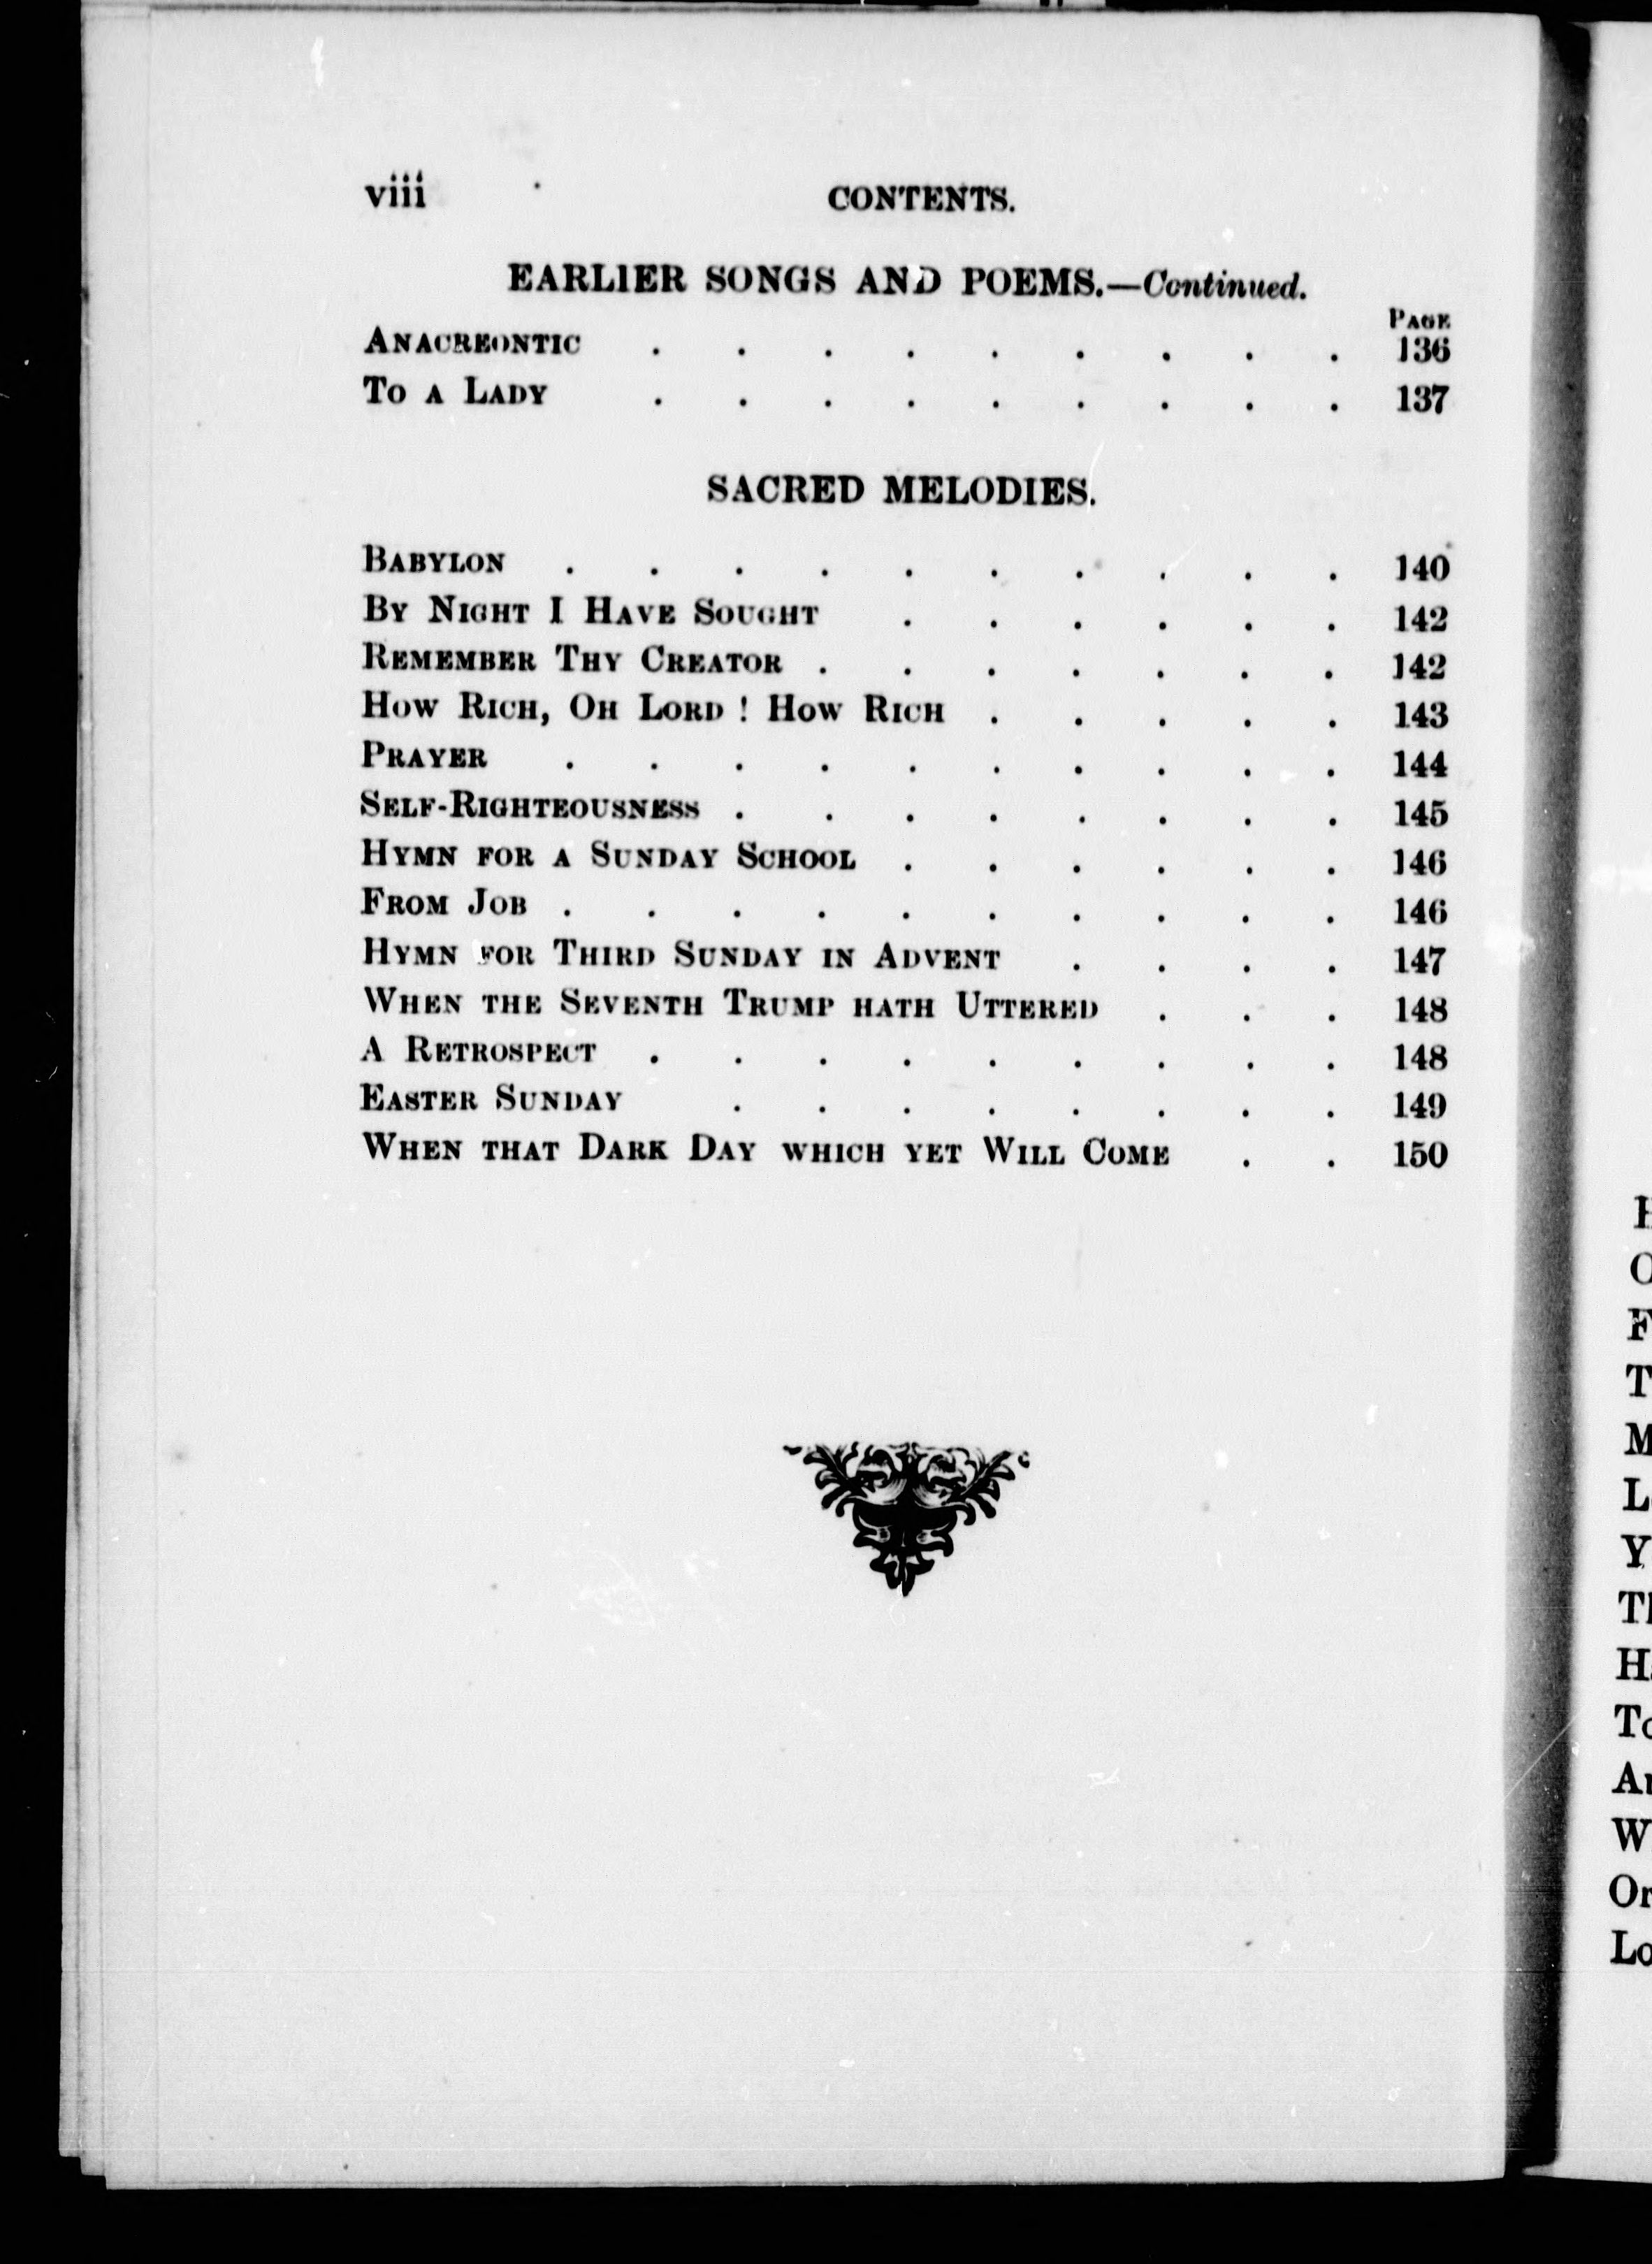 viii CONTENTS.
EARLIER SONGS AND POEMS.—Continued.
PAGE
ANACREONTIC . . . . . . . . . 136
TO A LADY . . . . . . . . . 137
SACRED MELODIES.
BABYLON . . . . . . . . . . 140
BY NIGHT I HAVE SOUGHT . . . . . . 142
REMEMBER THY CREATOR . . . . . . . 142
HOW RICH, OH LORD ! HOW RICH . . . . . 143
PRAYER . . . . . . . . . . 144
SELF-RIGHTEOUSNESS . . . . . . . . 145
HYMN FOR A SUNDAY SCHOOL . . . . . . 146
FROM JOB . . . . . . . . . . 146
HYMN FOR THIRD SUNDAY IN ADVENT . . . . 147
WHEN THE SEVENTH TRUMP HATH UTTERED . . . 148
A RETROSPECT . . . . . . . . . 148
EASTER SUNDAY . . . . . . . . 149
WHEN THAT DARK DAY WHICH YET WILL COME . . 150